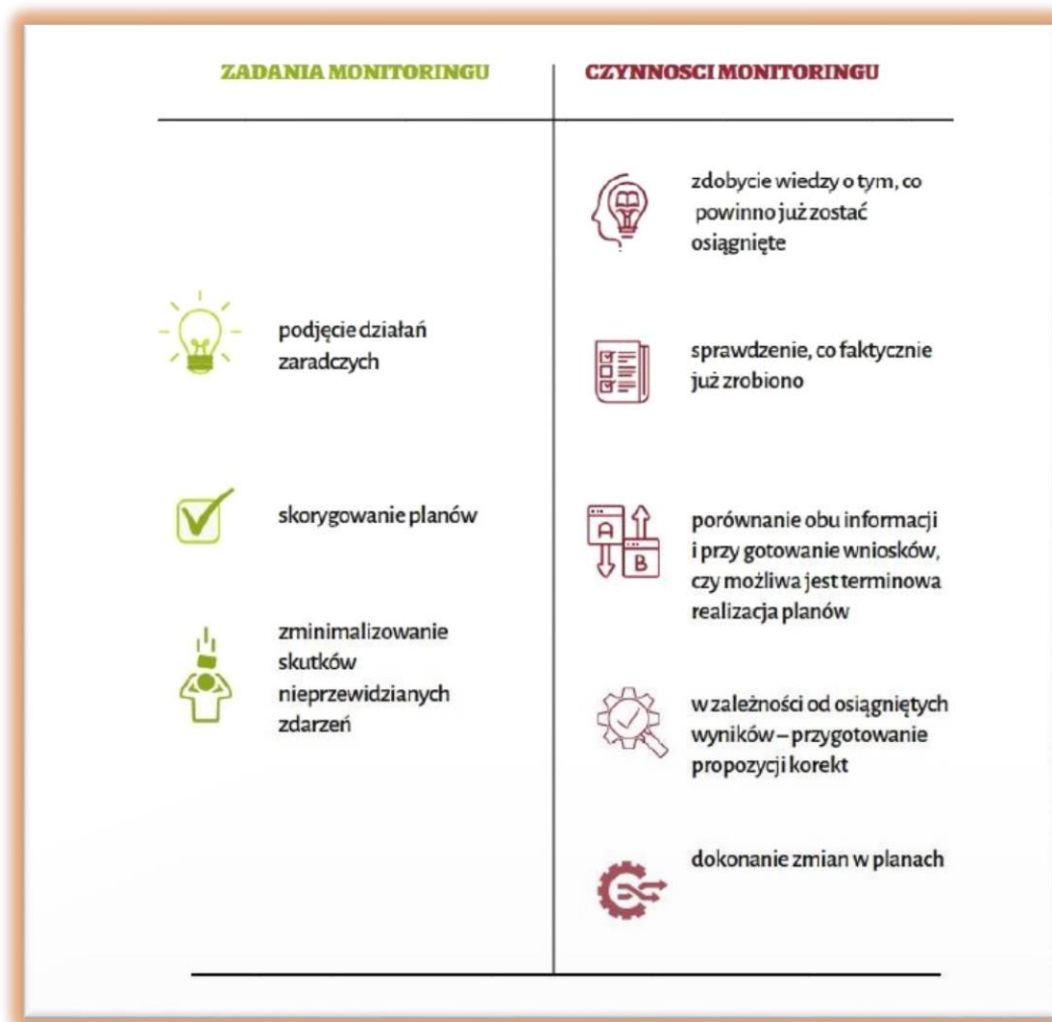 ZADANIA MONITORINGU
podjęcie działań
zaradczych
skorygowanie planów
zminimalizowanie
skutków
nieprzewidzianych
zdarzeń
CZYNNOSCI MONITORINGU
zdobycie wiedzy o tym, co
powinno już zostać
osiągnięte
sprawdzenie, co faktycznie
już zrobiono
A
B
porównanie obu informacji
i przy gotowanie wniosków,
czy możliwa jest terminowa
realizacja planów
w zależności od osiągniętych
wyników – przygotowanie
propozycji korekt
dokonanie zmian w planach